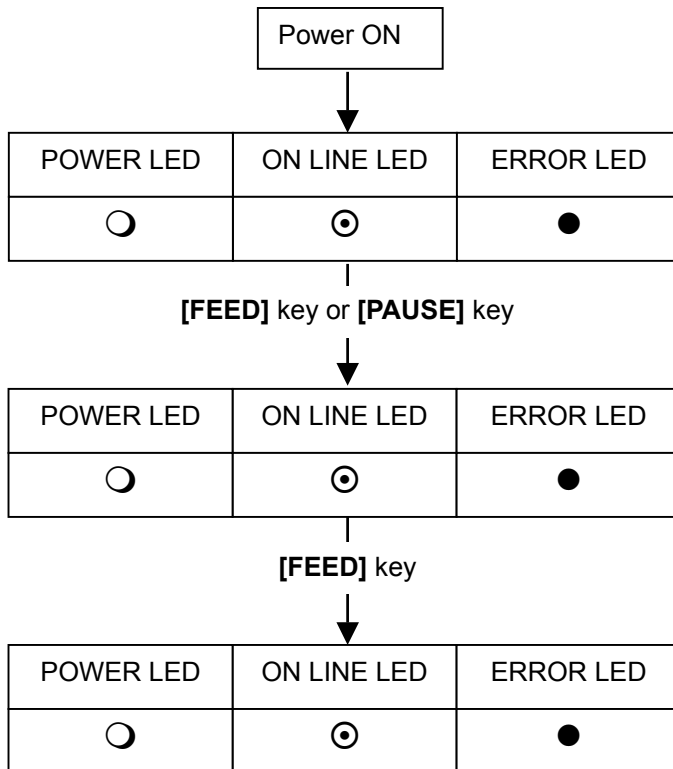 Power ON
POWER LED ON LINE LED ERROR LED
[FEED] key or [PAUSE] key
POWER LED ON LINE LED ERROR LED
[FEED] key
POWER LED ON LINE LED ERROR LED